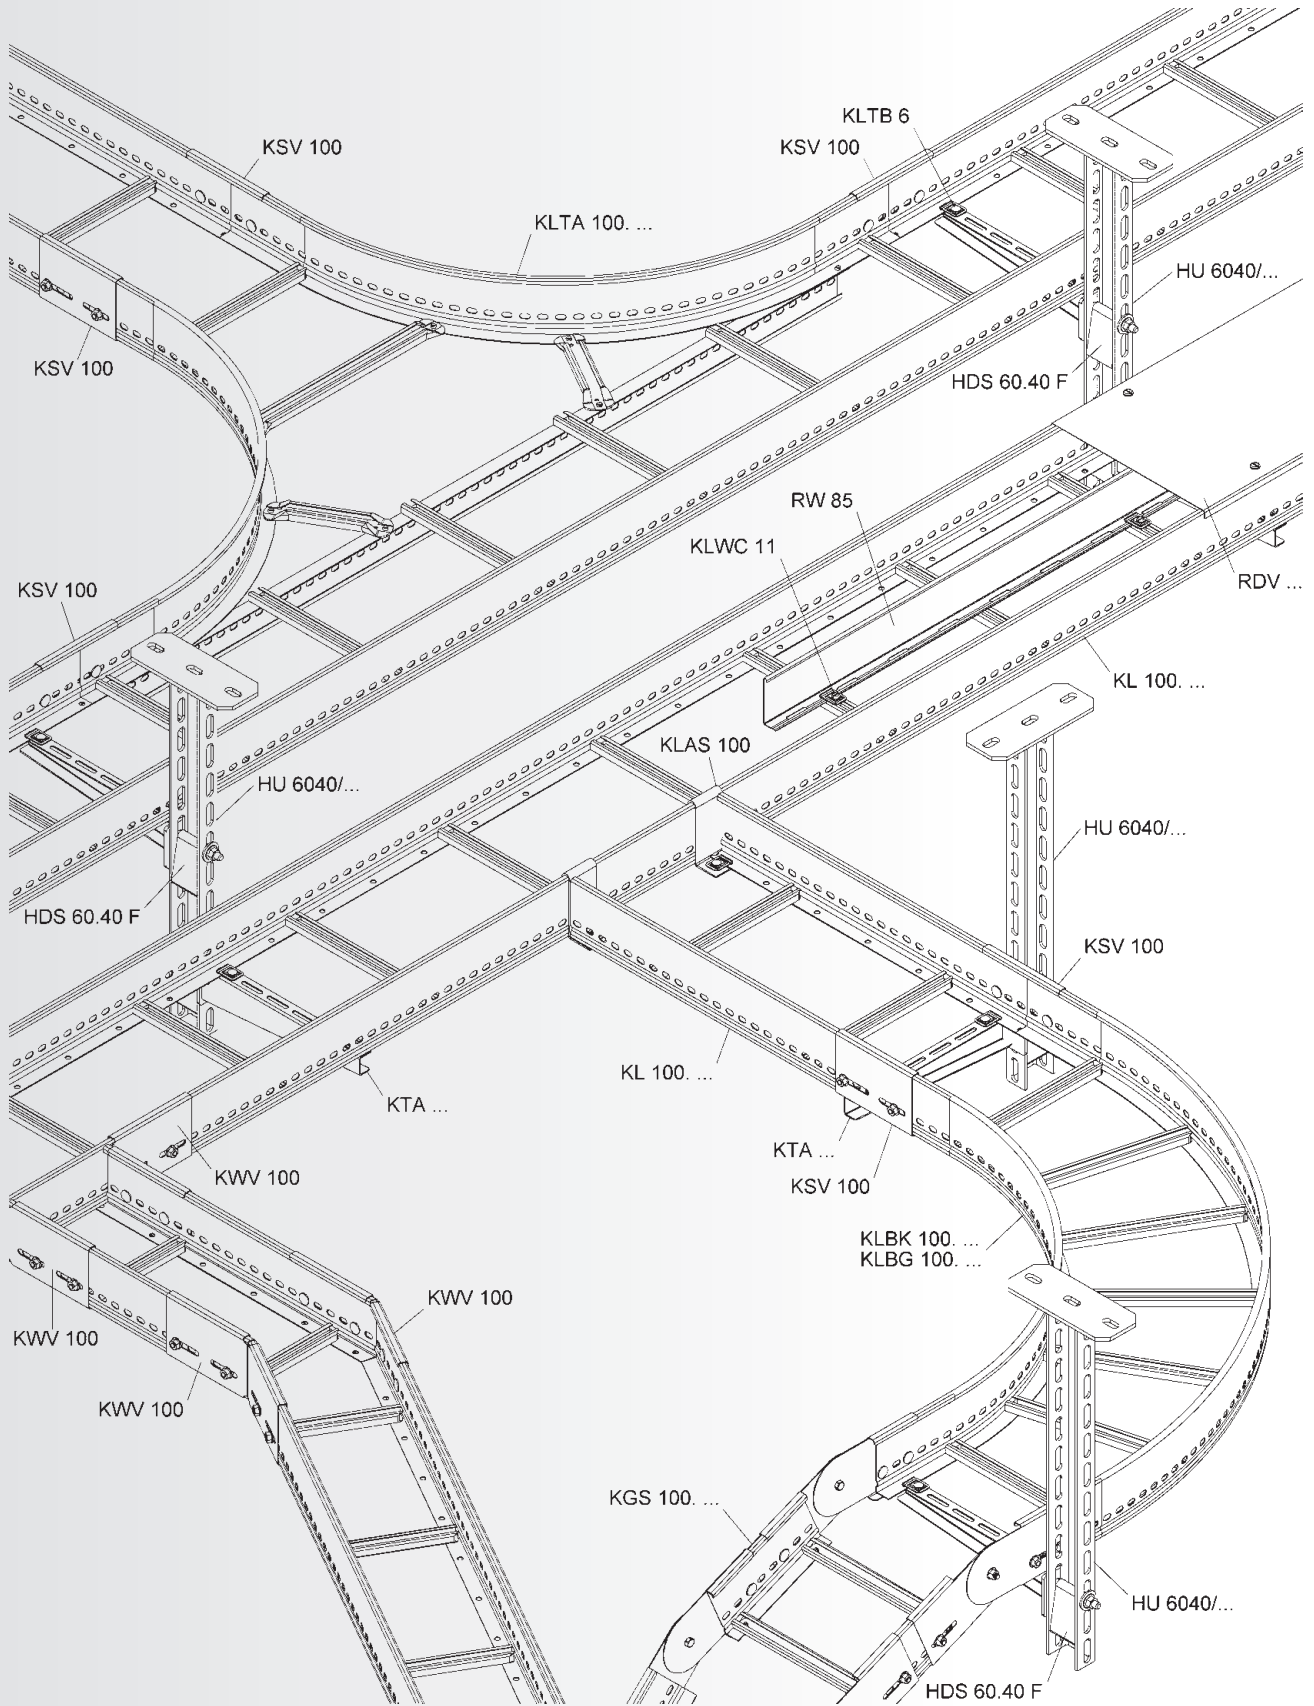 KLTB 6
KSV 100
KSV 100
KLTA 100. ...
HU 6040/...
KSV 100
HDS 60.40 F
RW 85
KLWC 11
KSV 100
RDV ...
KL 100. ...
KLAS 100
HU 6040/...
HU 6040/...
HDS 60.40 F
KSV 100
KL 100. ...
KTA ...
KTA ...
KWV 100
KSV 100
KLBK 100. ...
KLBG 100. ...
KWV 100
KWV 100
KWV 100
KGS 100. ...
HU 6040/...
HDS 60.40 F